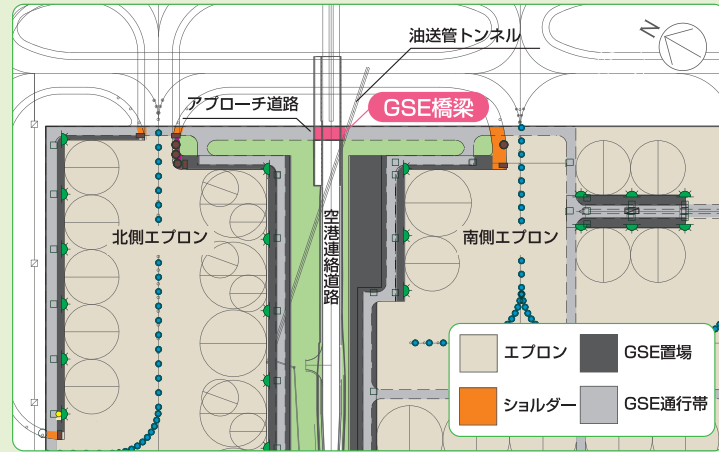 油送管トンネル
N
アプローチ道路
GSE橋梁
北側エプロン
空港連絡道路
南側エプロン
エプロン
GSE置場
ショルダー
GSE通行帯